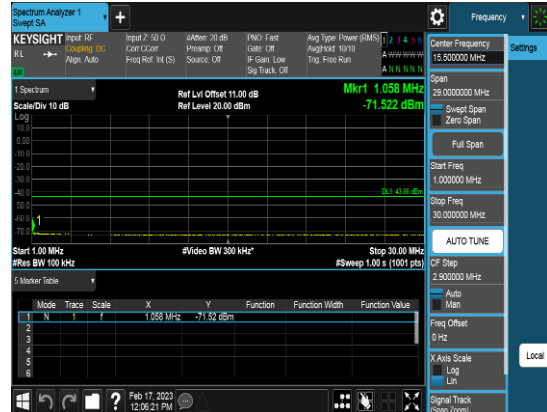 Spectrum Analyzer 1
Swept SA
Frequency
KEYSIGHT
RL
Input: RF
Coupling: DC
Align: Auto
Input Z: 50 Ω
Corr CCorr
Freq Ref: Int (S)
#Atten: 20 dB
Preamp: Off
Source: Off
PNO: Fast
Gate: Off
IF Gain: Low
Sig Track: Off
Avg Type: Power (RMS)
Avg|Hold: 10/10
Trig: Free Run
1 2 3 4 5 6
A W W W W W
A N N N N N
LNI
1 Spectrum
Scale/Div 10 dB
Ref Lvl Offset 11.00 dB
Ref Level 20.00 dBm
Mkr1 1.058 MHz
-71.522 dBm
Log
10.0
0.00
-10.0
-20.0
-30.0
-40.0
-50.0
-60.0
-70.0
DL1 -43.00 dBm
1
Start 1.00 MHz
#Res BW 100 kHz
#Video BW 300 kHz*
Stop 30.00 MHz
#Sweep 1.00 s (1001 pts)
5 Marker Table
Mode Trace Scale X Y Function Function Width Function Value
1 N 1 f 1.058 MHz -71.52 dBm
2
3
4
5
6
Feb 17, 2023
12:06:21 PM
Center Frequency
15.500000 MHz
Settings
Span
29.0000000 MHz
Swept Span
Zero Span
Full Span
Start Freq
1.000000 MHz
Stop Freq
30.000000 MHz
AUTO TUNE
CF Step
2.900000 MHz
Auto
Man
Freq Offset
0 Hz
X Axis Scale
Log
Lin
Local
Signal Track
(Span Zoom)